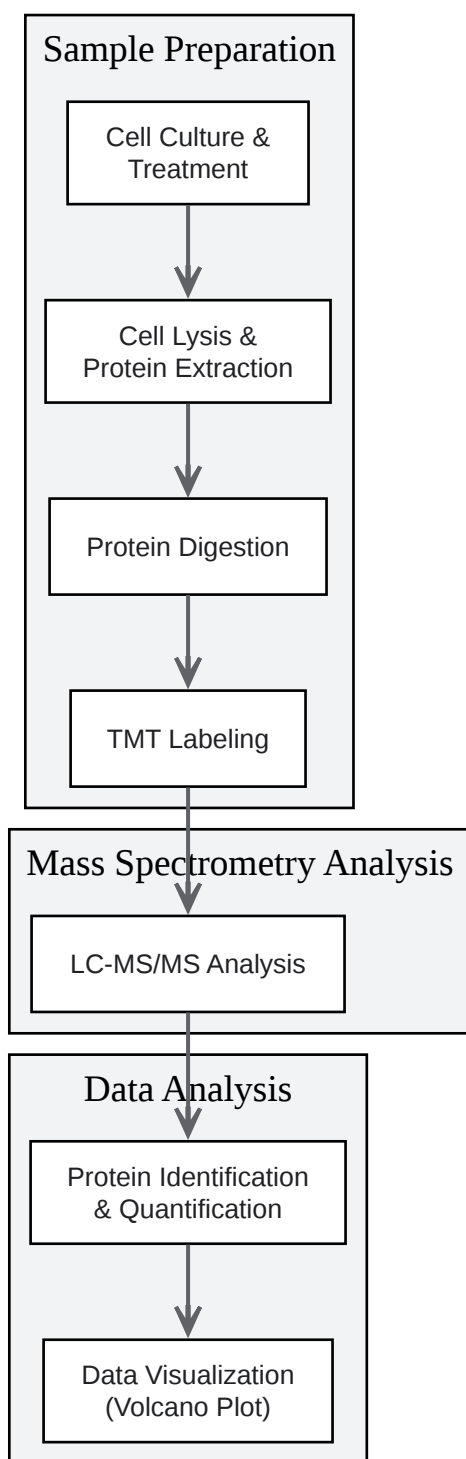 Sample Preparation
Cell Culture &
Treatment
Cell Lysis &
Protein Extraction
Protein Digestion
TMT Labeling
Mass Spectrometry Analysis
LC-MS/MS Analysis
Data Analysis
Protein Identification
& Quantification
Data Visualization
(Volcano Plot)